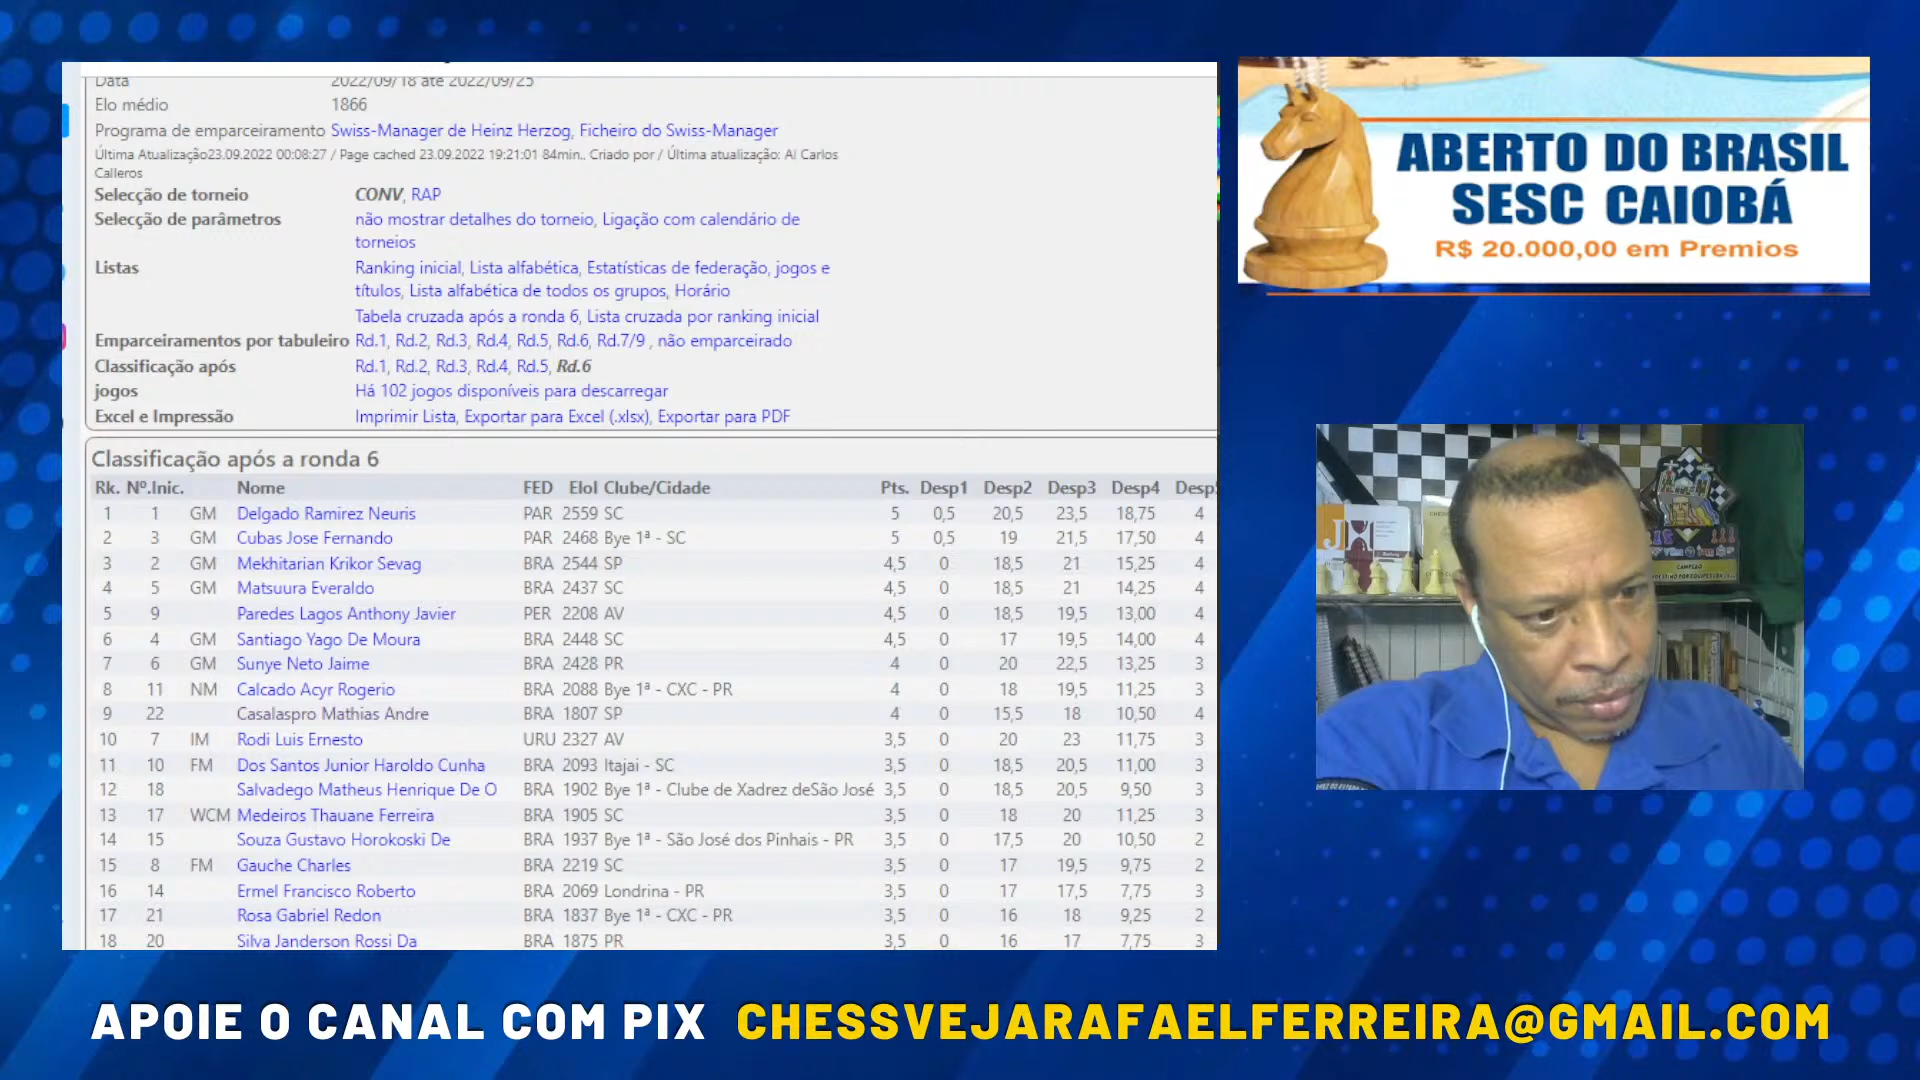 Data 2022/09/18 até 2022/09/25
Elo médio 1866
Programa de emparceiramento Swiss-Manager de Heinz Herzog, Ficheiro do Swiss-Manager
Última Atualização23.09.2022 00:08:27 / Page cached 23.09.2022 19:21:01 84min., Criado por / Última atualização: Al Carlos
Calleros
Selecção de torneio CONV, RAP
Selecção de parâmetros não mostrar detalhes do torneio, Ligação com calendário de
torneios
Listas Ranking inicial, Lista alfabética, Estatísticas de federação, jogos e
títulos, Lista alfabética de todos os grupos, Horário
Tabela cruzada após a ronda 6, Lista cruzada por ranking inicial
Emparceiramentos por tabuleiro Rd.1, Rd.2, Rd.3, Rd.4, Rd.5, Rd.6, Rd.7/9 , não emparceirado
Classificação após Rd.1, Rd.2, Rd.3, Rd.4, Rd.5, Rd.6
jogos Há 102 jogos disponíveis para descarregar
Excel e Impressão Imprimir Lista, Exportar para Excel (.xlsx), Exportar para PDF
Classificação após a ronda 6
Rk. Nº.Inic. Nome FED EloI Clube/Cidade Pts. Desp1 Desp2 Desp3 Desp4 Desp
1 1 GM Delgado Ramirez Neuris PAR 2559 SC 5 0,5 20,5 23,5 18,75 4
2 3 GM Cubas Jose Fernando PAR 2468 Bye 1ª - SC 5 0,5 19 21,5 17,50 4
3 2 GM Mekhitarian Krikor Sevag BRA 2544 SP 4,5 0 18,5 21 15,25 4
4 5 GM Matsuura Everaldo BRA 2437 SC 4,5 0 18,5 21 14,25 4
5 9 Paredes Lagos Anthony Javier PER 2208 AV 4,5 0 18,5 19,5 13,00 4
6 4 GM Santiago Yago De Moura BRA 2448 SC 4,5 0 17 19,5 14,00 4
7 6 GM Sunye Neto Jaime BRA 2428 PR 4 0 20 22,5 13,25 3
8 11 NM Calcado Acyr Rogerio BRA 2088 Bye 1ª - CXC - PR 4 0 18 19,5 11,25 3
9 22 Casalaspro Mathias Andre BRA 1807 SP 4 0 15,5 18 10,50 4
10 7 IM Rodi Luis Ernesto URU 2327 AV 3,5 0 20 23 11,75 3
11 10 FM Dos Santos Junior Haroldo Cunha BRA 2093 Itajai - SC 3,5 0 18,5 20,5 11,00 3
12 18 Salvadego Matheus Henrique De O BRA 1902 Bye 1ª - Clube de Xadrez deSão José 3,5 0 18,5 20,5 9,50 3
13 17 WCM Medeiros Thauane Ferreira BRA 1905 SC 3,5 0 18 20 11,25 3
14 15 Souza Gustavo Horokoski De BRA 1937 Bye 1ª - São José dos Pinhais - PR 3,5 0 17,5 20 10,50 2
15 8 FM Gauche Charles BRA 2219 SC 3,5 0 17 19,5 9,75 2
16 14 Ermel Francisco Roberto BRA 2069 Londrina - PR 3,5 0 17 17,5 7,75 3
17 21 Rosa Gabriel Redon BRA 1837 Bye 1ª - CXC - PR 3,5 0 16 18 9,25 2
18 20 Silva Janderson Rossi Da BRA 1875 PR 3,5 0 16 17 7,75 3
ABERTO DO BRASIL
SESC CAIOBÁ
R$ 20.000,00 em Premios
CAMPEÃO
APOIE O CANAL COM PIX CHESSVEJARAFAELFERREIRA@GMAIL.COM